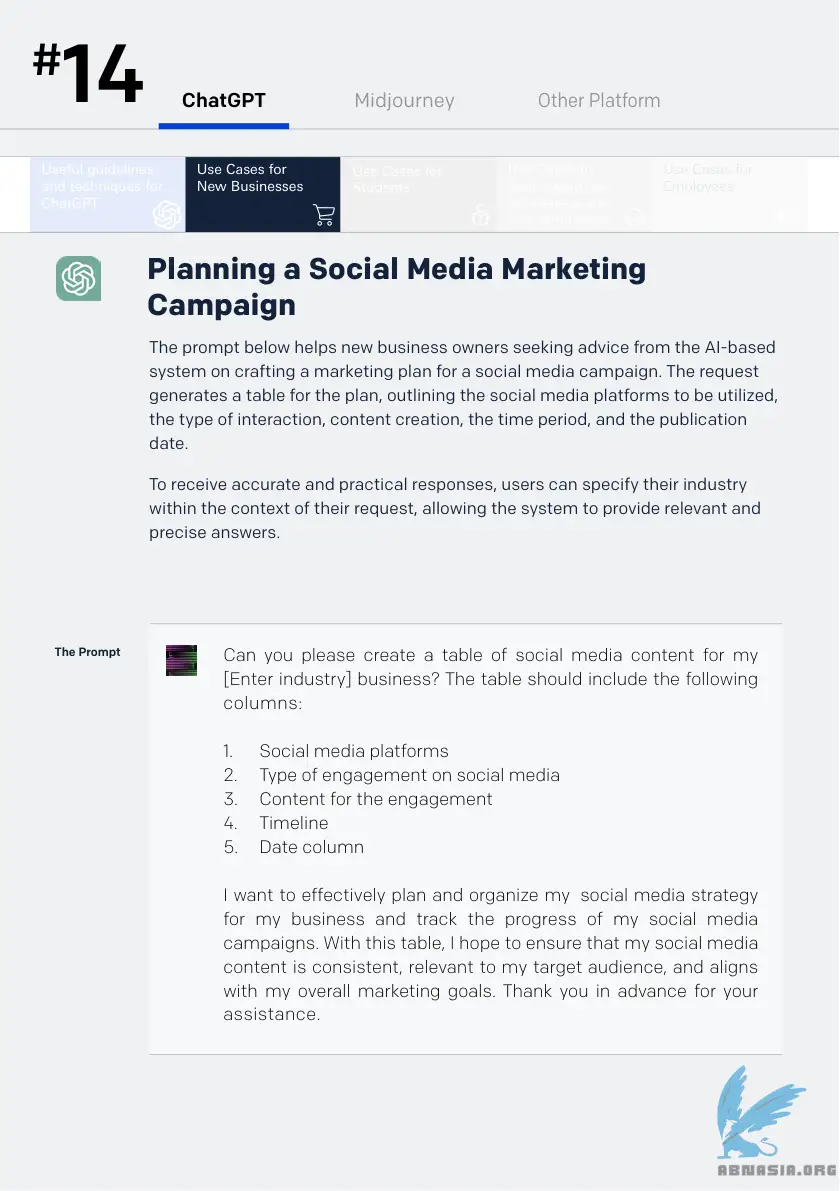 #14
ChatGPT
Midjourney
Other Platform
Useful guidelines
and techniques for
ChatGPT
Use Cases for
New Businesses
Use Cases for
Students
Use Cases for
Employees
Planning a Social Media Marketing
Campaign
The prompt below helps new business owners seeking advice from the AI-based
system on crafting a marketing plan for a social media campaign. The request
generates a table for the plan, outlining the social media platforms to be utilized,
the type of interaction, content creation, the time period, and the publication
date.
To receive accurate and practical responses, users can specify their industry
within the context of their request, allowing the system to provide relevant and
precise answers.
The Prompt
Can you please create a table of social media content for my
[Enter industry] business? The table should include the following
columns:
1. Social media platforms
2. Type of engagement on social media
3. Content for the engagement
4. Timeline
5. Date column
I want to effectively plan and organize my social media strategy
for my business and track the progress of my social media
campaigns. With this table, I hope to ensure that my social media
content is consistent, relevant to my target audience, and aligns
with my overall marketing goals. Thank you in advance for your
assistance.
ABNASIA.ORG